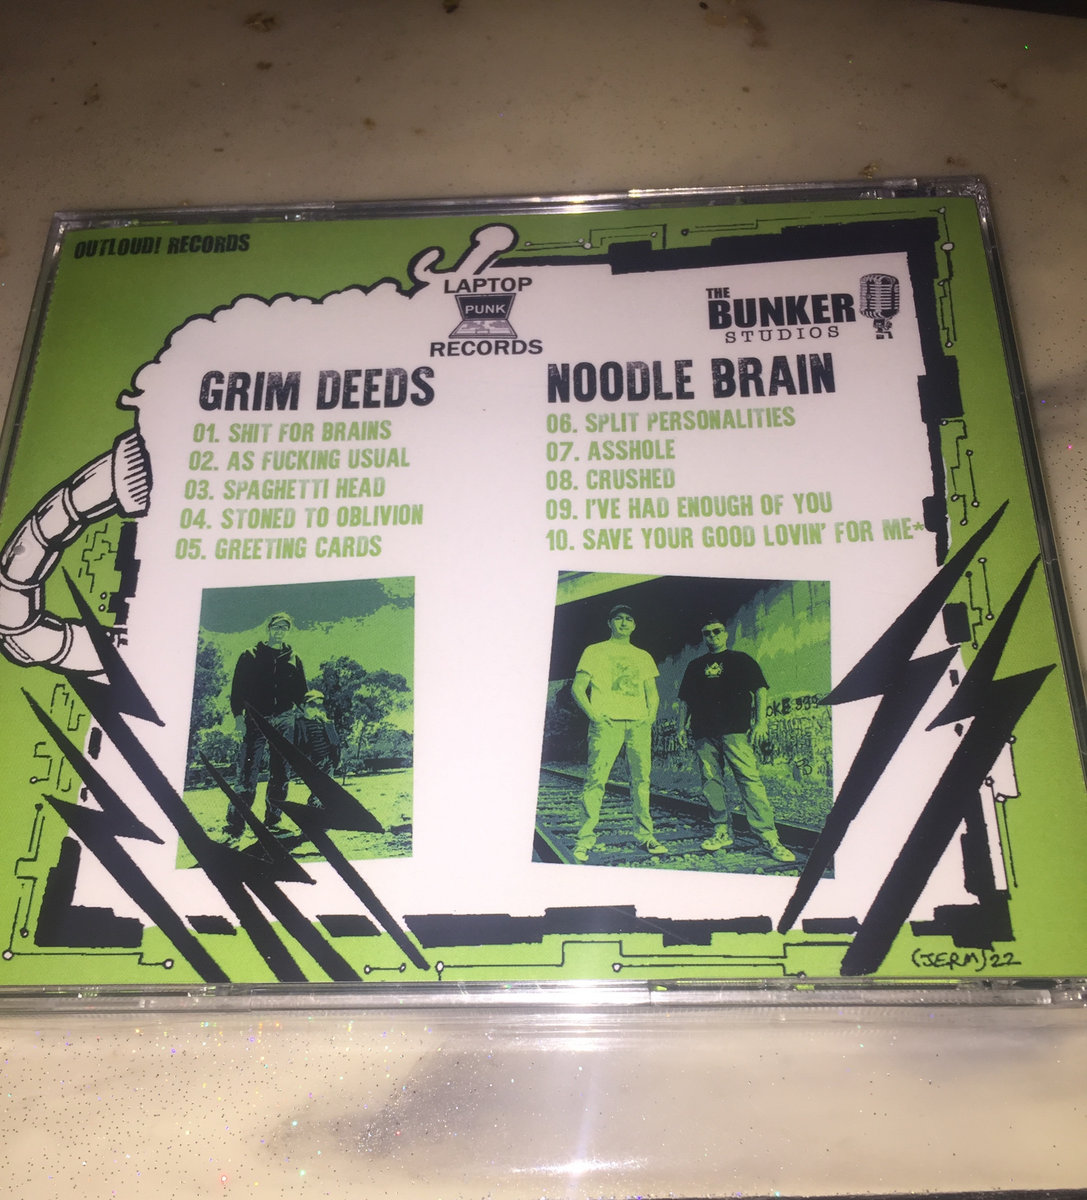 OUTLOUD! RECORDS
LAPTOP
PUNK
RECORDS
THE
BUNKER
STUDIOS
GRIM DEEDS
01. SHIT FOR BRAINS
02. AS FUCKING USUAL
03. SPAGHETTI HEAD
04. STONED TO OBLIVION
05. GREETING CARDS
NOODLE BRAIN
06. SPLIT PERSONALITIES
07. ASSHOLE
08. CRUSHED
09. I'VE HAD ENOUGH OF YOU
10. SAVE YOUR GOOD LOVIN' FOR ME*
(JERM) 22